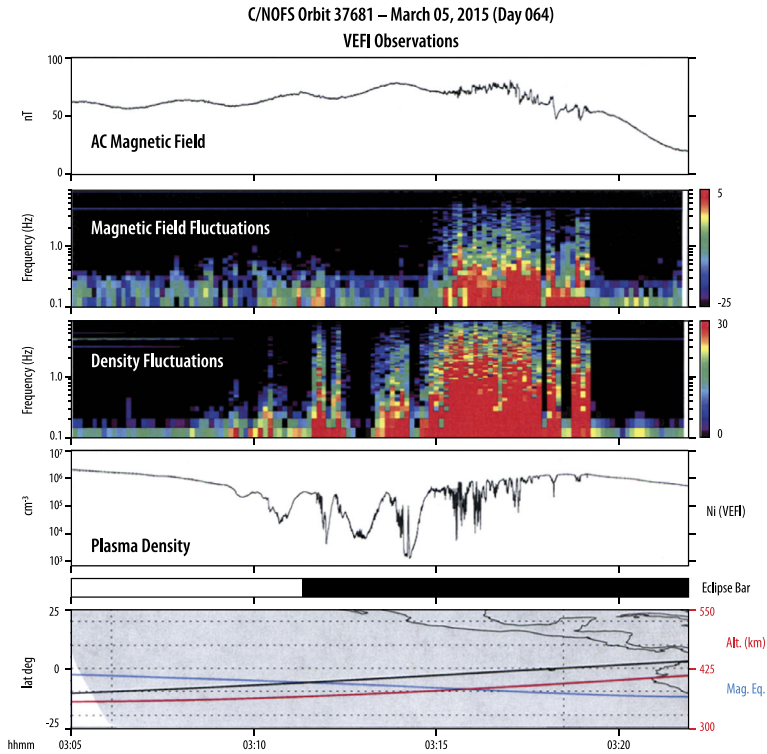 C/NOFS Orbit 37681 – March 05, 2015 (Day 064)
VEFI Observations
100
50
0
nT
AC Magnetic Field
Magnetic Field Fluctuations
Frequency (Hz)
1.0
0.1
5
-25
Density Fluctuations
Frequency (Hz)
1.0
0.1
30
0
10⁷
10⁶
10⁵
10⁴
10³
cm⁻³
Plasma Density
Ni (VEFI)
Eclipse Bar
25
0
-25
lat deg
550
425
300
Alt. (km)
Mag. Eq.
hhmm 03:05 03:10 03:15 03:20